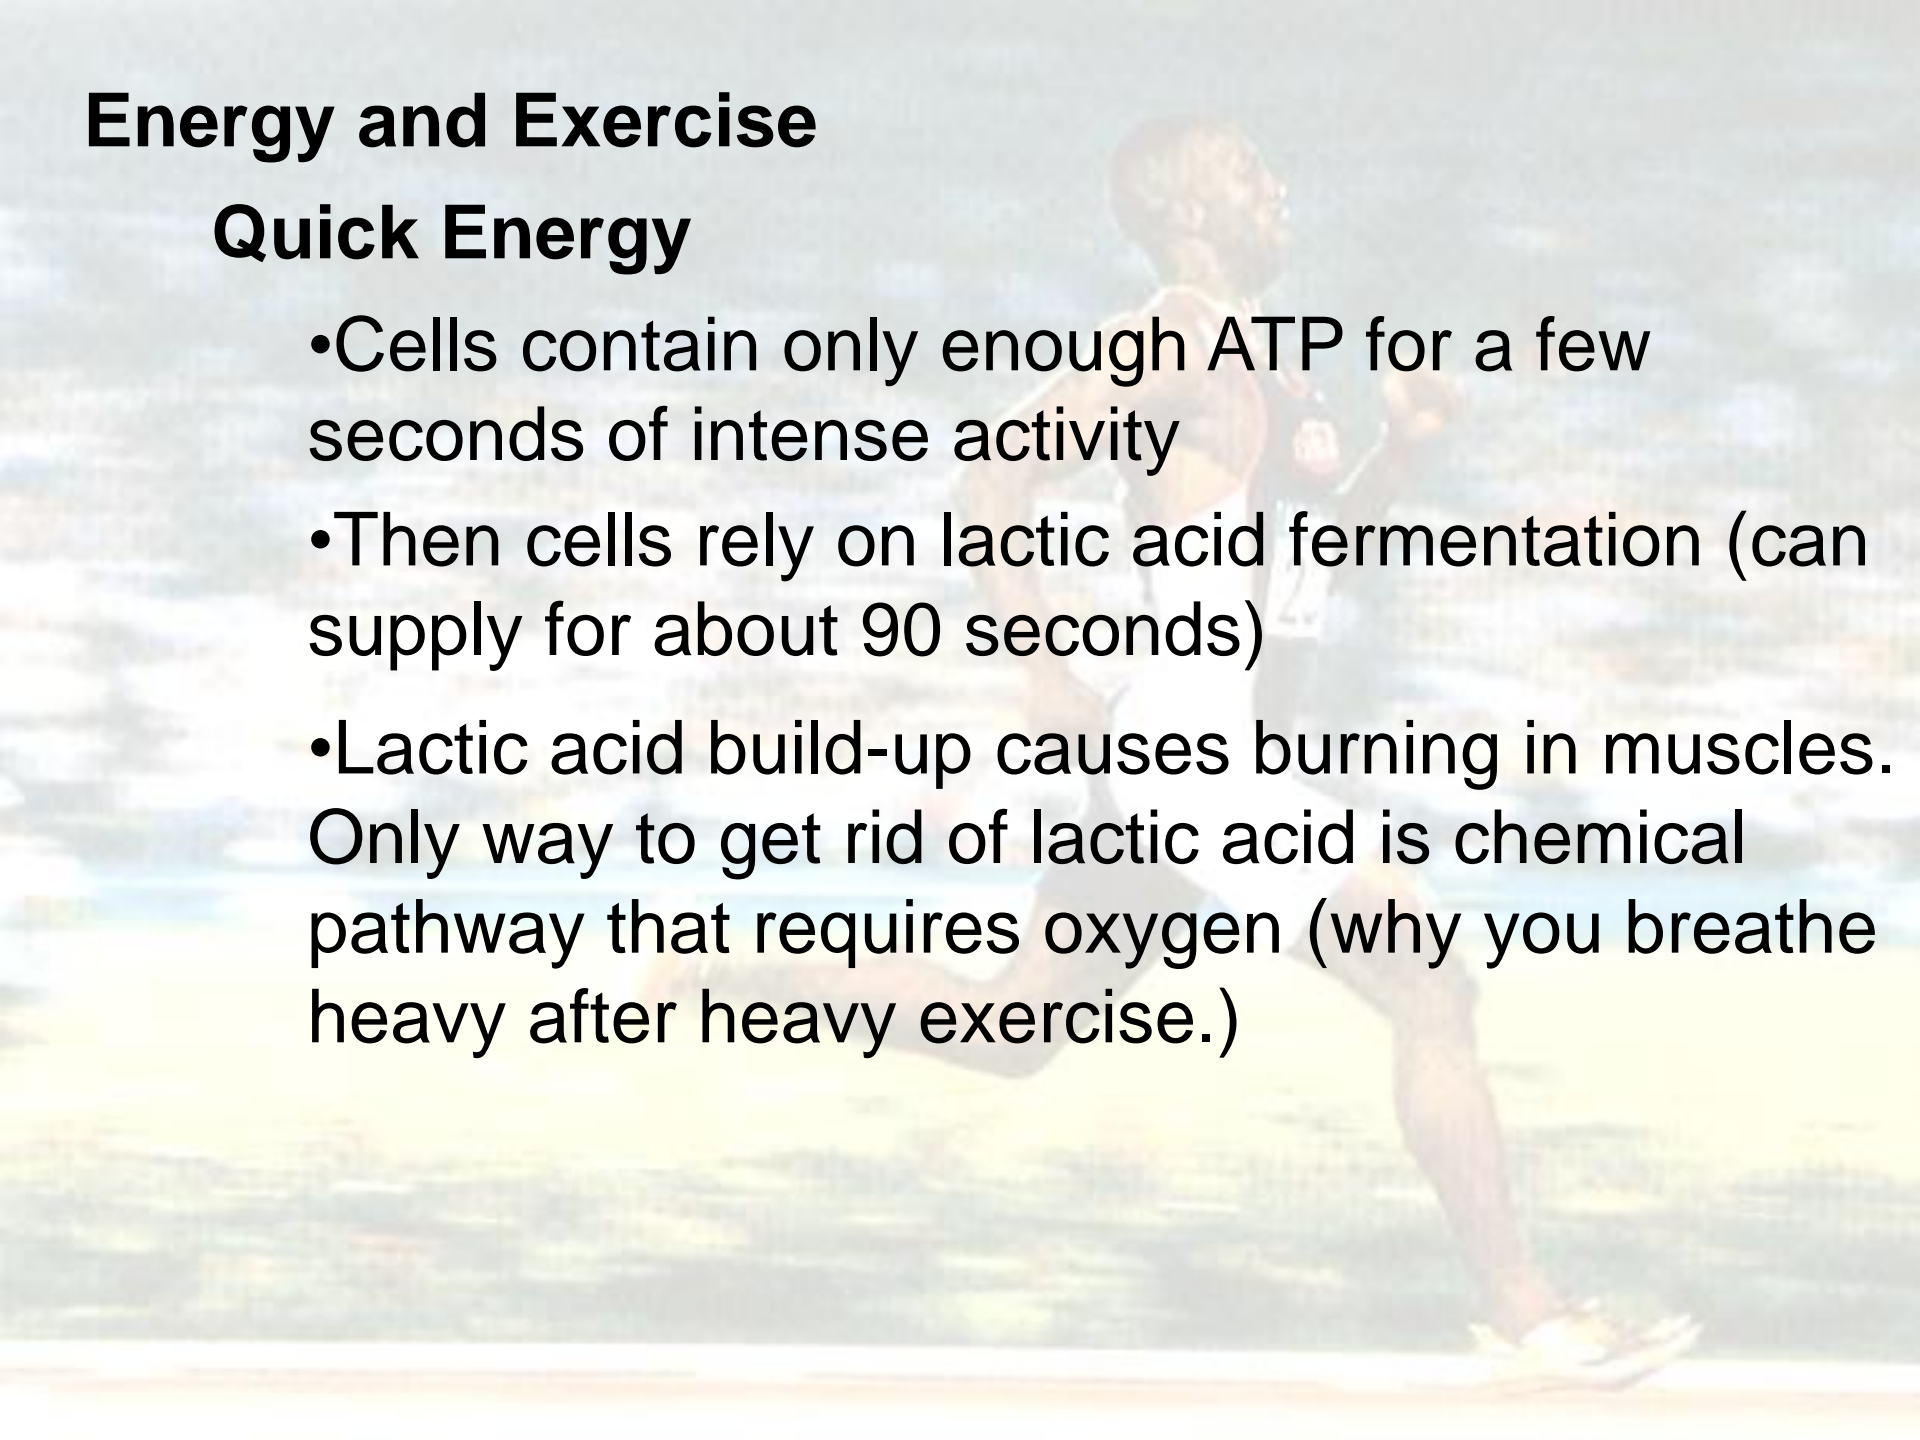 Energy and Exercise
Quick Energy
•Cells contain only enough ATP for a few
seconds of intense activity
•Then cells rely on lactic acid fermentation (can
supply for about 90 seconds)
•Lactic acid build-up causes burning in muscles.
Only way to get rid of lactic acid is chemical
pathway that requires oxygen (why you breathe
heavy after heavy exercise.)